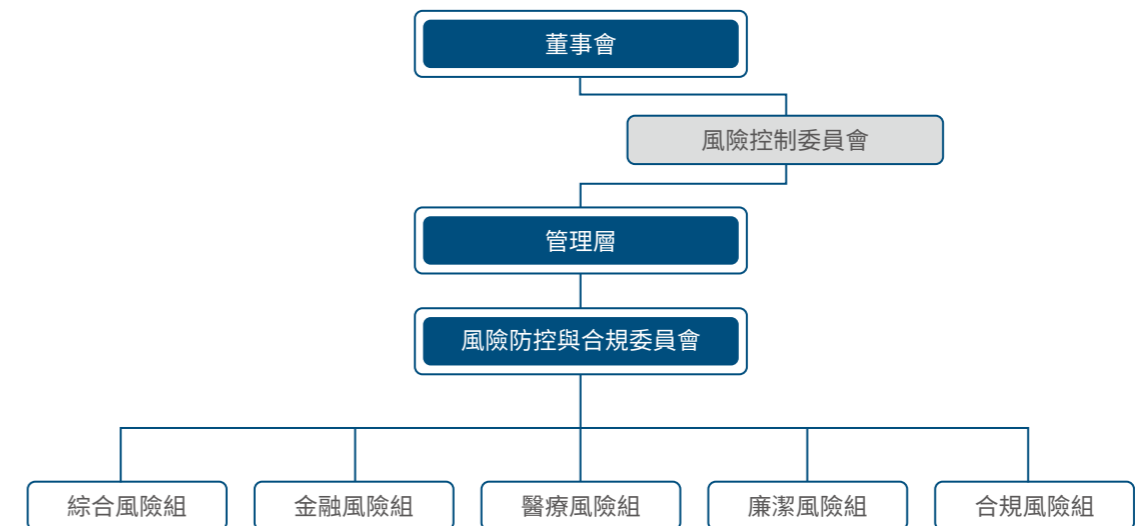 董事會
風險控制委員會
管理層
風險防控與合規委員會
綜合風險組
金融風險組
醫療風險組
廉潔風險組
合規風險組